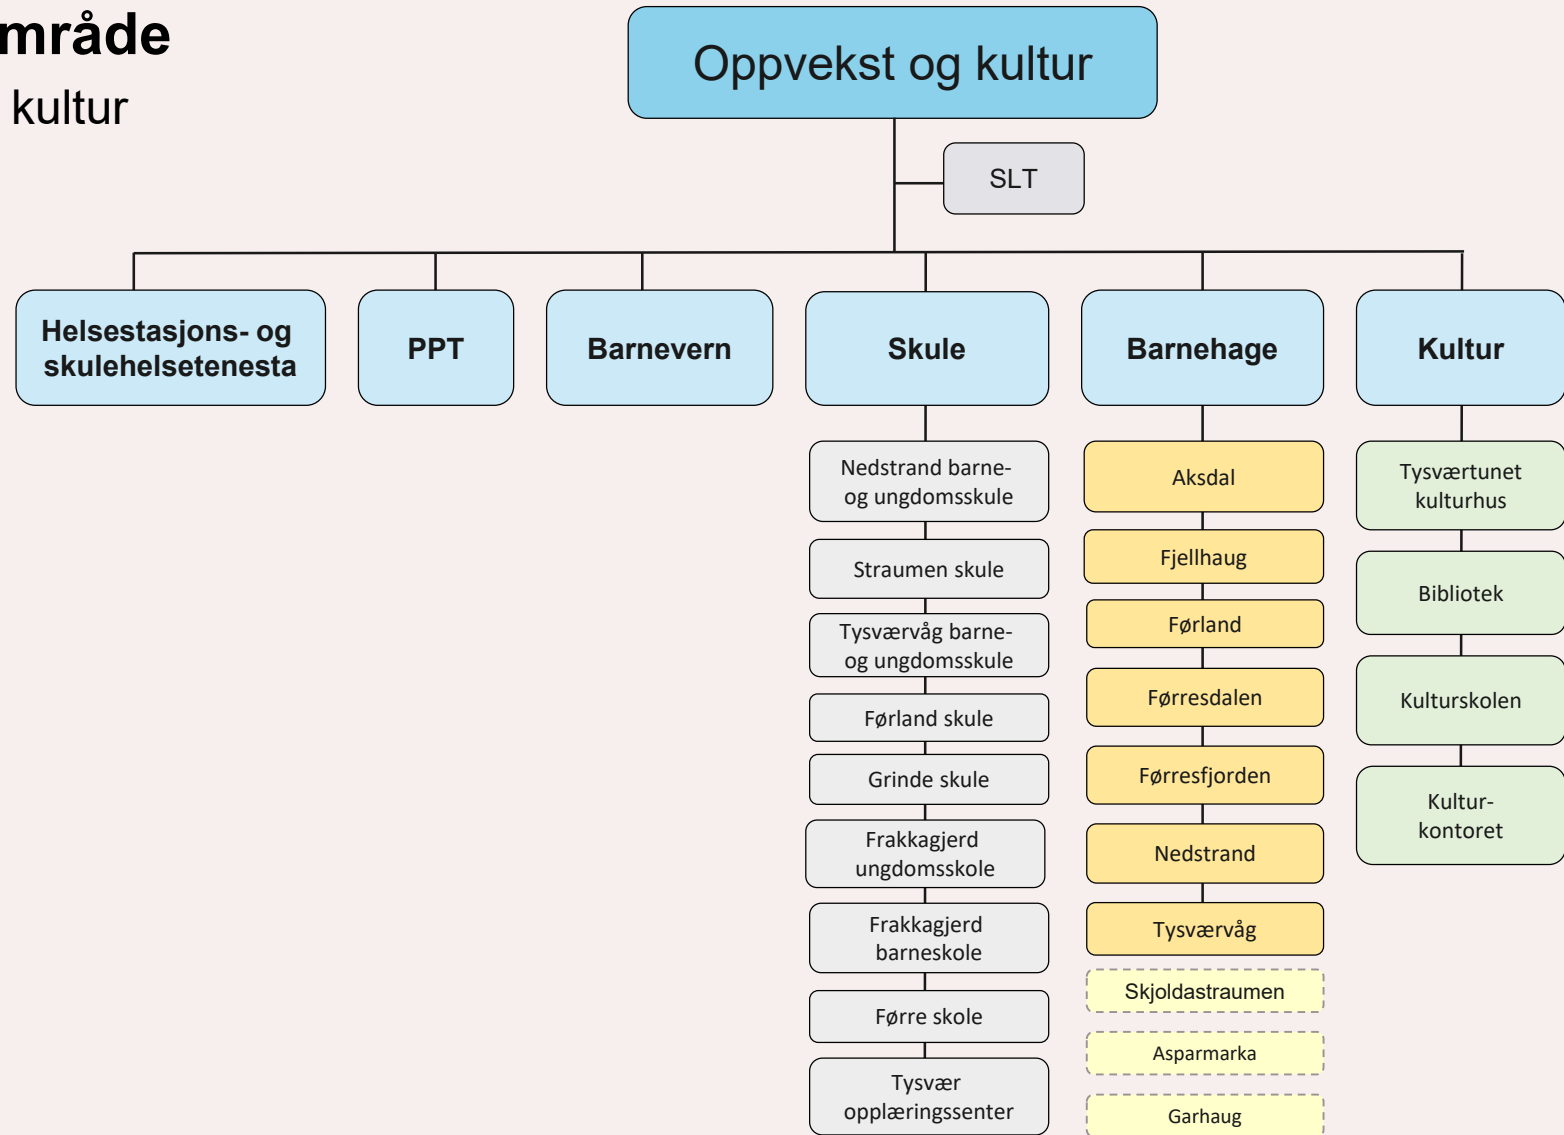 mråde
kultur
Oppvekst og kultur
SLT
Helsestasjons- og
skulehelsetenesta
PPT
Barnevern
Skule
Barnehage
Kultur
Nedstrand barne-
og ungdomsskule
Straumen skule
Tysværvåg barne-
og ungdomsskule
Førland skule
Grinde skule
Frakkagjerd
ungdomsskole
Frakkagjerd
barneskole
Førre skole
Tysvær
opplæringssenter
Aksdal
Fjellhaug
Førland
Førresdalen
Førresfjorden
Nedstrand
Tysværvåg
Skjoldastraumen
Asparmarka
Garhaug
Tysværtunet
kulturhus
Bibliotek
Kulturskolen
Kultur-
kontoret